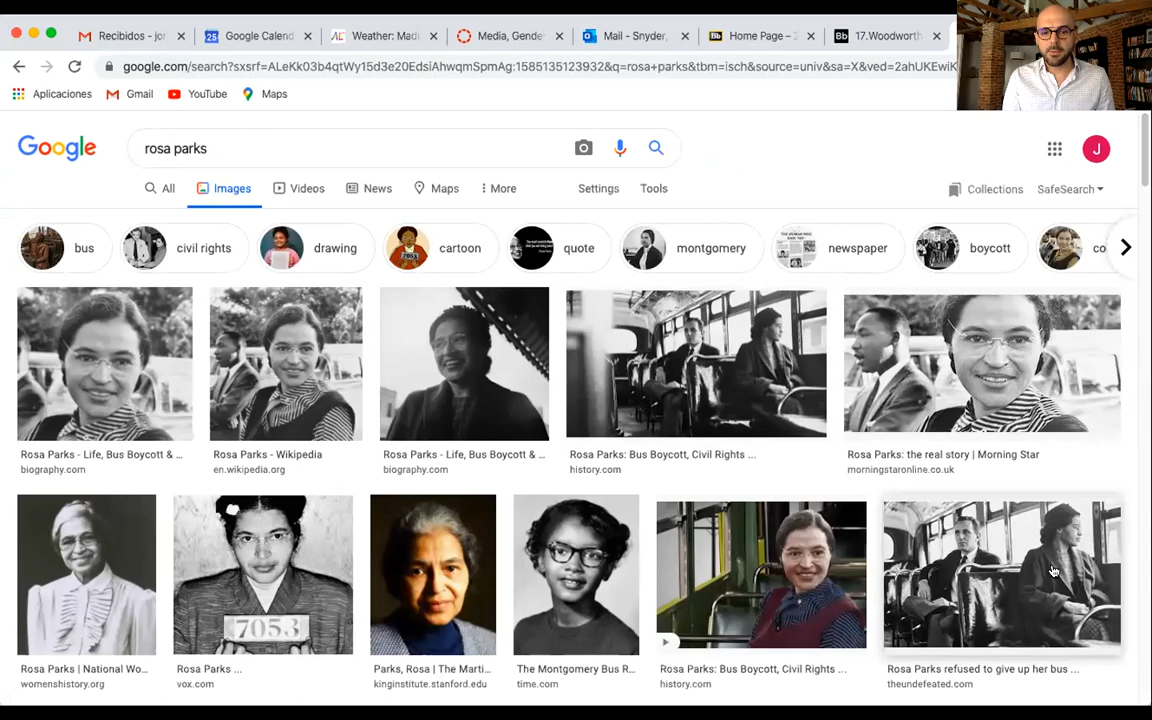 Recibidos - jor
25
Google Calend
Weather: Mad
Media, Gende
Mail - Snyder,
Bb
Home Page – 2
Bb
17.Woodworth
google.com/search?sxsrf=ALeKk03b4qtWy15d3e20EdsiAhwqmSpmAg:1585135123932&q=rosa+parks&tbm=isch&source=univ&sa=X&ved=2ahUKEwiK
Aplicaciones
Gmail
YouTube
Maps
Google
rosa parks
J
All
Images
Videos
News
Maps
More
Settings
Tools
Collections
SafeSearch
bus
civil rights
drawing
cartoon
quote
montgomery
newspaper
boycott
co
Rosa Parks - Life, Bus Boycott & ...
biography.com
Rosa Parks - Wikipedia
en.wikipedia.org
Rosa Parks - Life, Bus Boycott & ...
biography.com
Rosa Parks: Bus Boycott, Civil Rights ...
history.com
Rosa Parks: the real story | Morning Star
morningstaronline.co.uk
7053
Rosa Parks | National Wo...
womenshistory.org
Rosa Parks ...
vox.com
Parks, Rosa | The Marti...
kinginstitute.stanford.edu
The Montgomery Bus R...
time.com
Rosa Parks: Bus Boycott, Civil Rights ...
history.com
Rosa Parks refused to give up her bus ...
theundefeated.com